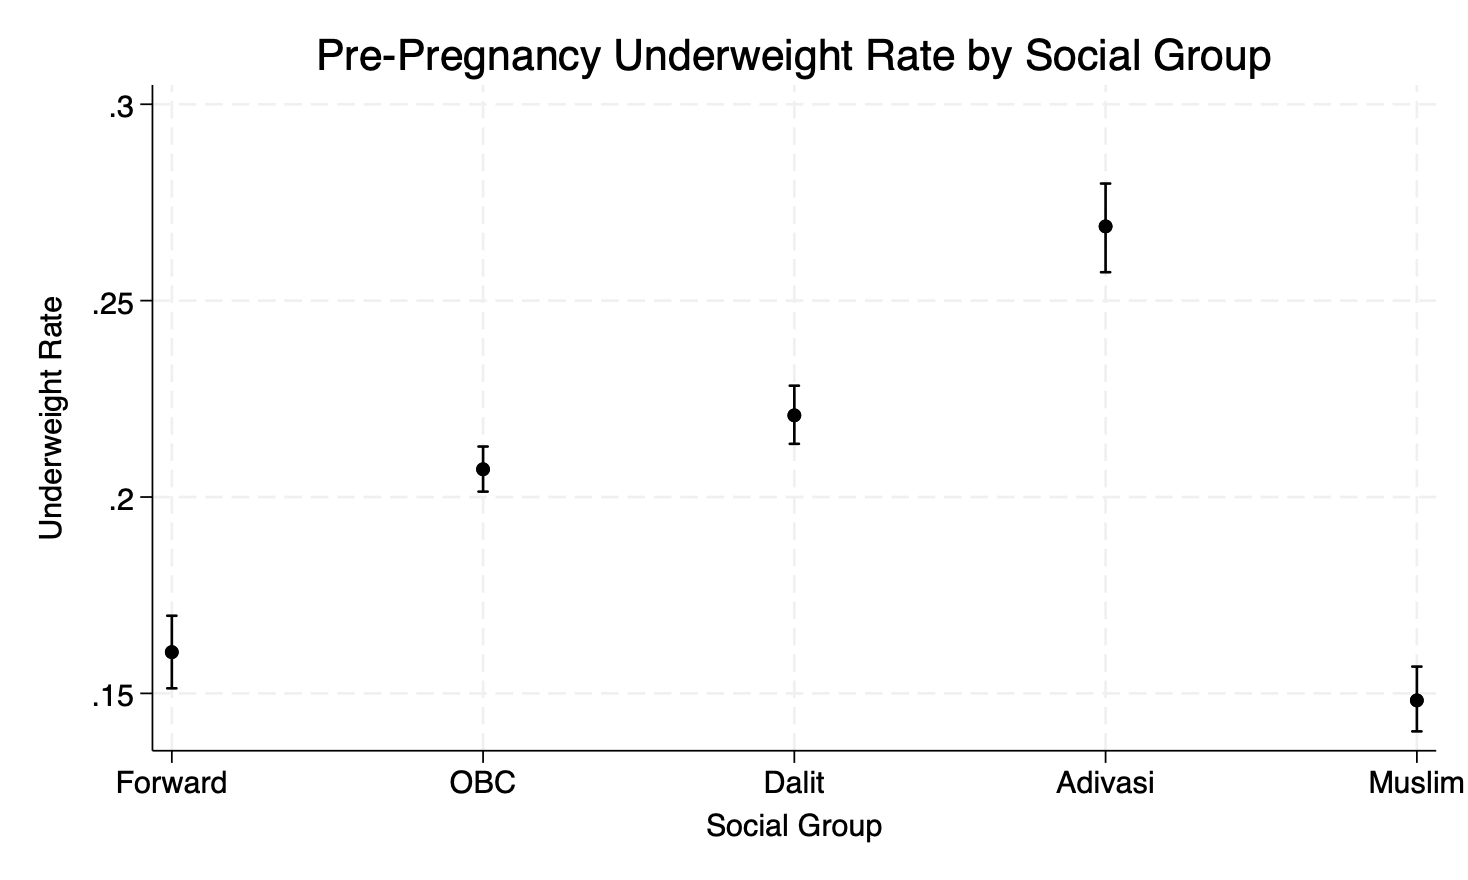 Pre-Pregnancy Underweight Rate by Social Group
.3
.25
.2
.15
Underweight Rate
Forward
OBC
Dalit
Adivasi
Muslim
Social Group